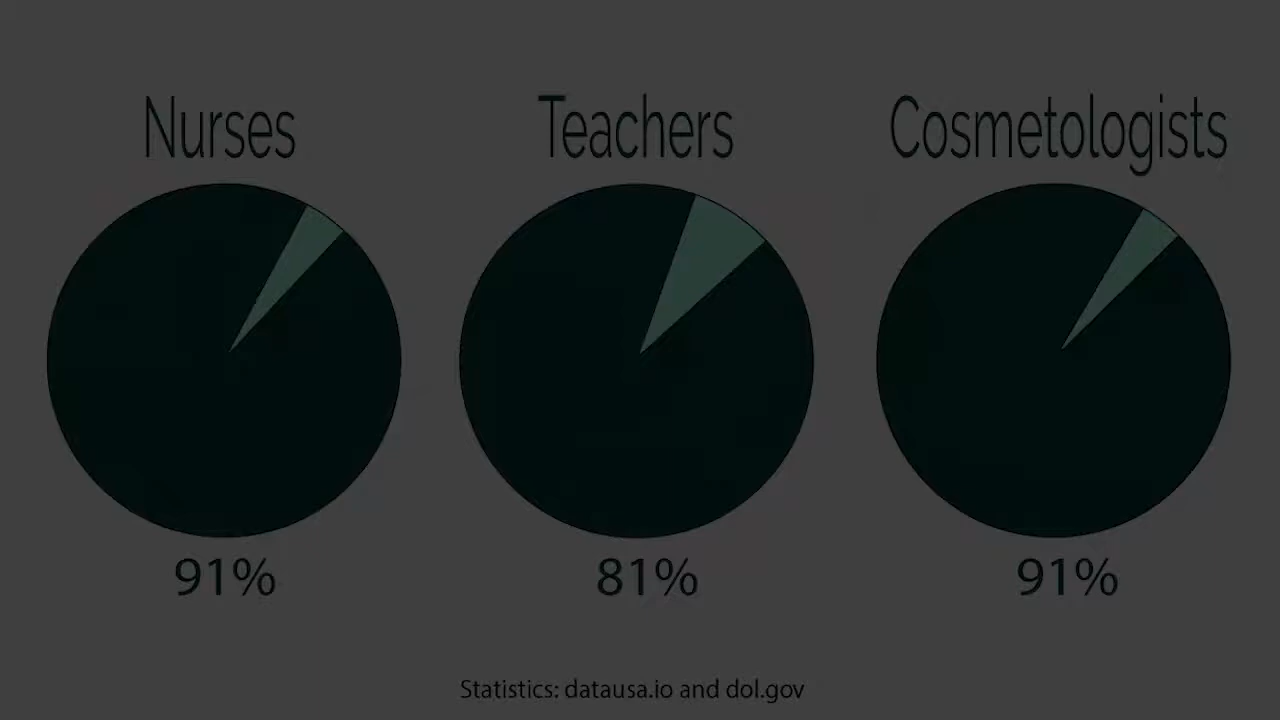 Nurses
Teachers
Cosmetologists
91%
81%
91%
Statistics: datausa.io and dol.gov